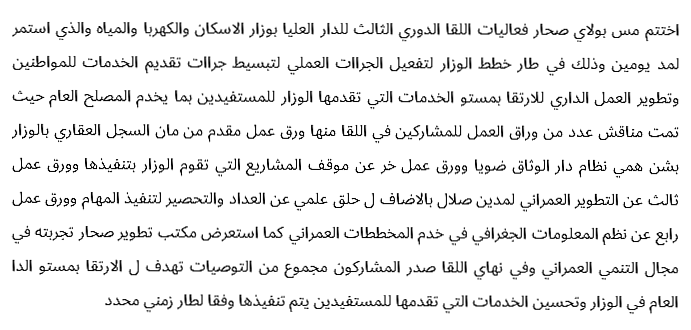 اختتم مس بولاي صحار فعاليات اللقا الدوري الثالث للدار العليا بوزار الاسكان والكهربا والمياه والذي استمر
لمد يومين وذلك في طار خطط الوزار لتفعيل الجراات العملي لتبسيط جراات تقديم الخدمات للمواطنين
وتطوير العمل الداري للارتقا بمستو الخدمات التي تقدمها الوزار للمستفيدين بما يخدم المصلح العام حيث
تمت مناقش عدد من وراق العمل للمشاركين في اللقا منها ورق عمل مقدم من مان السجل العقاري بالوزار
بشن همي نظام دار الوثاق ضويا وورق عمل خر عن موقف المشاريع التي تقوم الوزار بتنفيذها وورق عمل
ثالث عن التطوير العمراني لمدين صلال بالاضاف ل حلق علمي عن العداد والتحصير لتنفيذ المهام وورق عمل
رابع عن نظم المعلومات الجغرافي في خدم المخططات العمراني كما استعرض مكتب تطوير صحار تجربته في
مجال التنمي العمراني وفي نهاي اللقا صدر المشاركون مجموع من التوصيات تهدف ل الارتقا بمستو الدا
العام في الوزار وتحسين الخدمات التي تقدمها للمستفيدين يتم تنفيذها وفقا لطار زمني محدد